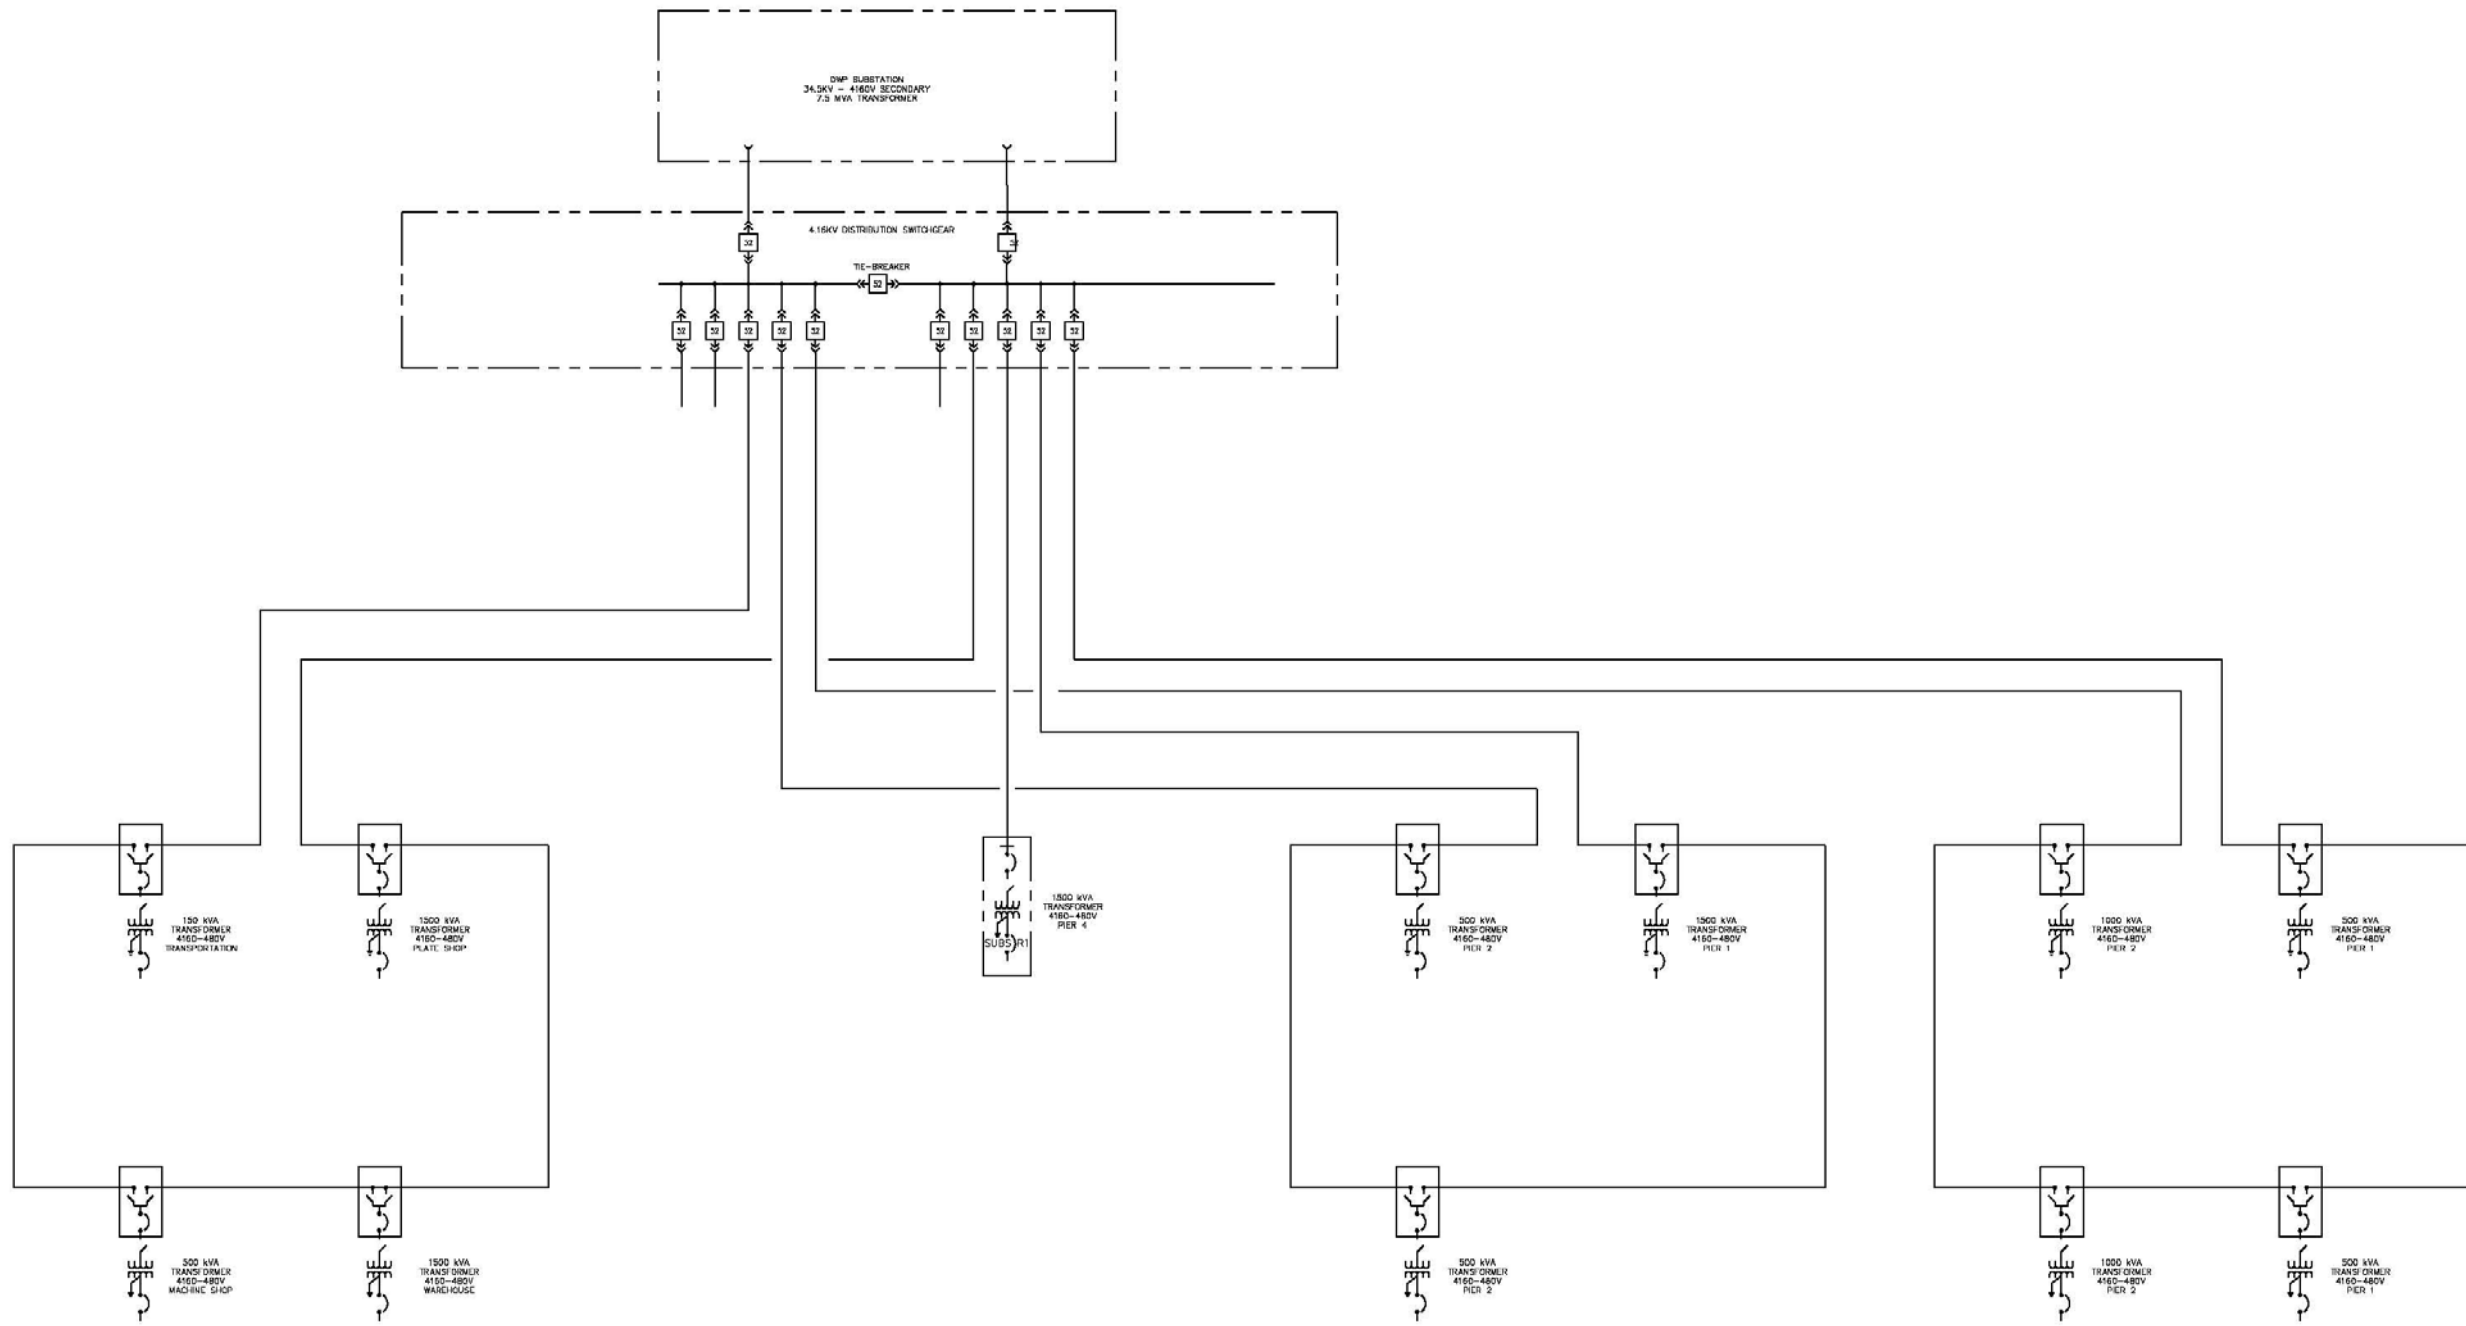 DWP SUBSTATION
34.5KV - 4160V SECONDARY
7.5 MVA TRANSFORMER
4.16KV DISTRIBUTION SWITCHGEAR
52
52
TIE-BREAKER
52
52
52
52
52
52
52
52
52
52
52
150 kVA
TRANSFORMER
4160-480V
TRANSPORTATION
1500 kVA
TRANSFORMER
4160-480V
PLATE SHOP
1500 kVA
TRANSFORMER
4160-480V
PIER 4
SUBS R1
500 kVA
TRANSFORMER
4160-480V
PIER 2
1500 kVA
TRANSFORMER
4160-480V
PIER 1
1000 kVA
TRANSFORMER
4160-480V
PIER 2
500 kVA
TRANSFORMER
4160-480V
PIER 1
500 kVA
TRANSFORMER
4160-480V
MACHINE SHOP
1500 kVA
TRANSFORMER
4160-480V
WAREHOUSE
500 kVA
TRANSFORMER
4160-480V
PIER 2
1000 kVA
TRANSFORMER
4160-480V
PIER 2
500 kVA
TRANSFORMER
4160-480V
PIER 1